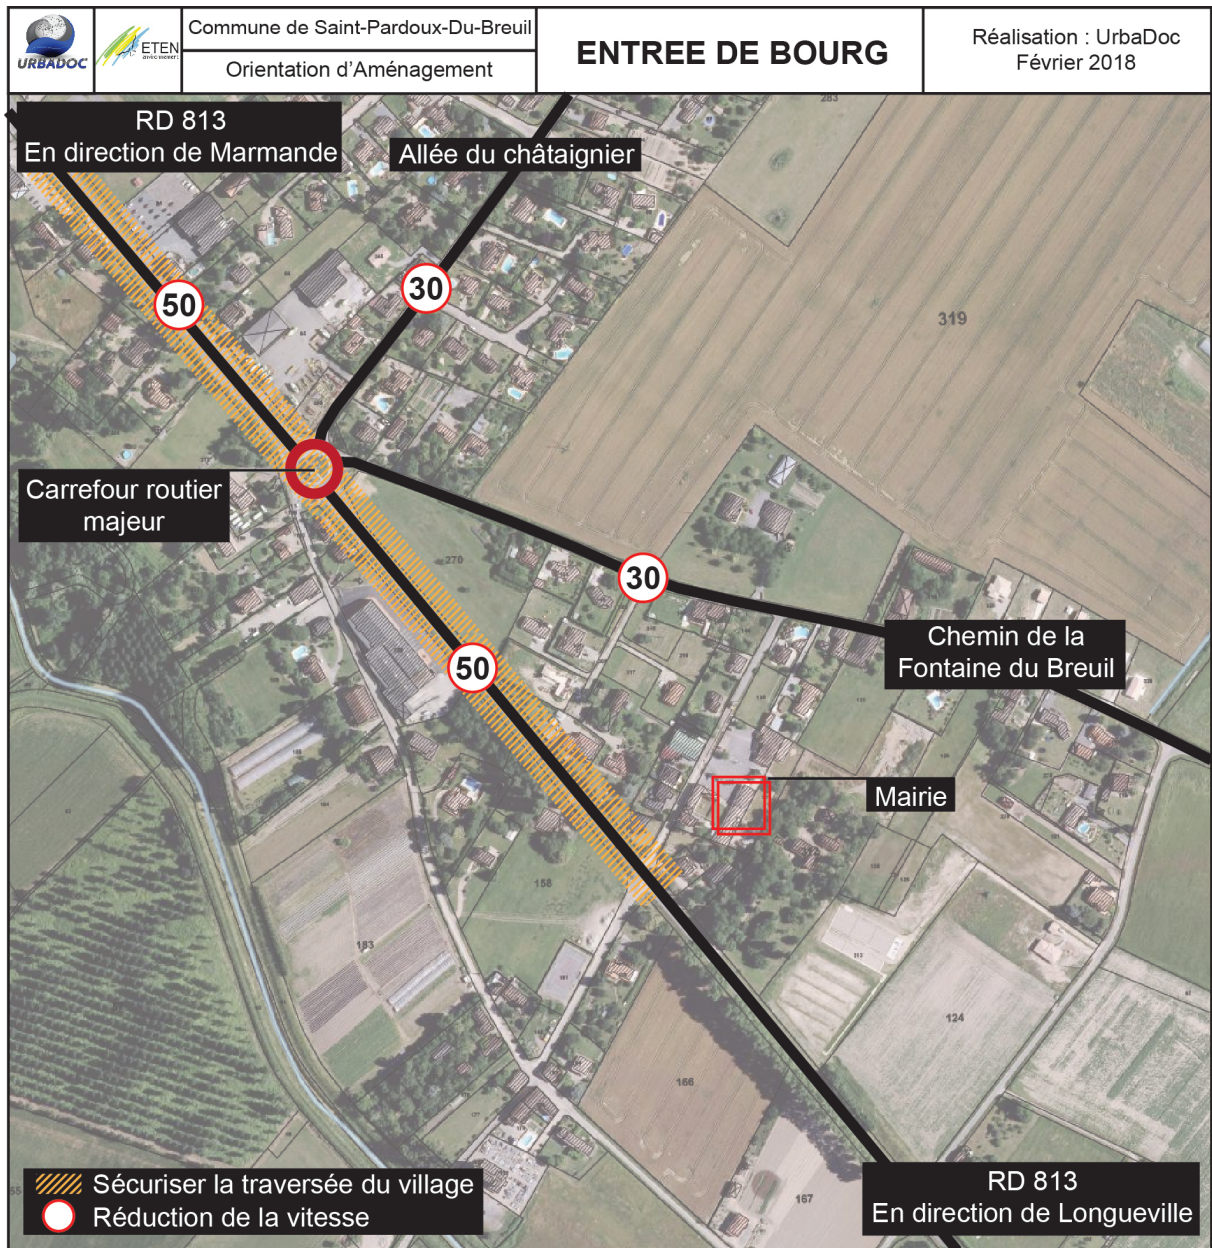 URBADOC
ETEN
environnement
Commune de Saint-Pardoux-Du-Breuil
Orientation d'Aménagement
ENTREE DE BOURG
Réalisation : UrbaDoc
Février 2018
RD 813
En direction de Marmande
Allée du châtaignier
283
50
30
319
Carrefour routier
majeur
270
30
50
Chemin de la
Fontaine du Breuil
Mairie
158
183
124
166
167
RD 813
En direction de Longueville
Sécuriser la traversée du village
Réduction de la vitesse